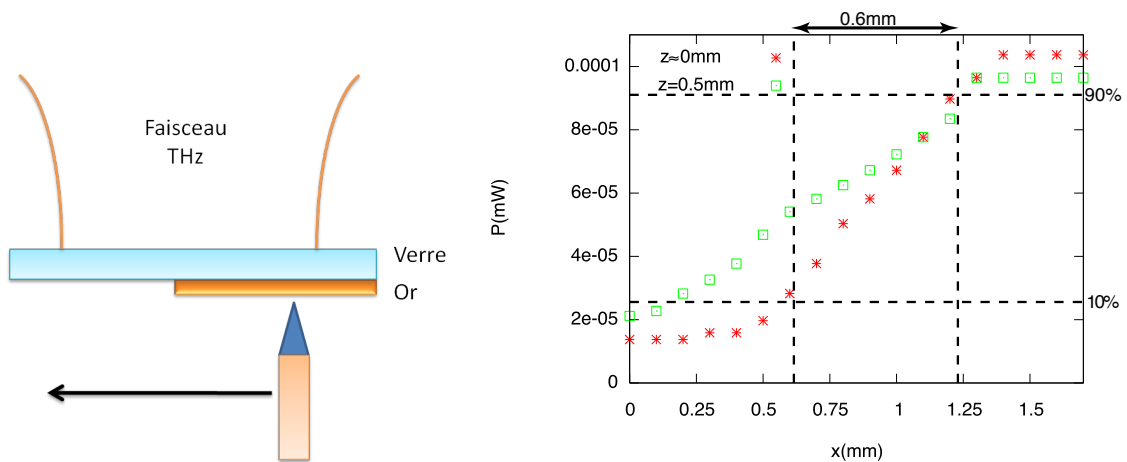 Faisceau
THz
Verre
Or
0.6mm
z≈0mm
z=0.5mm
90%
10%
0.0001
8e-05
6e-05
4e-05
2e-05
0
P(mW)
0 0.25 0.5 0.75 1 1.25 1.5
x(mm)